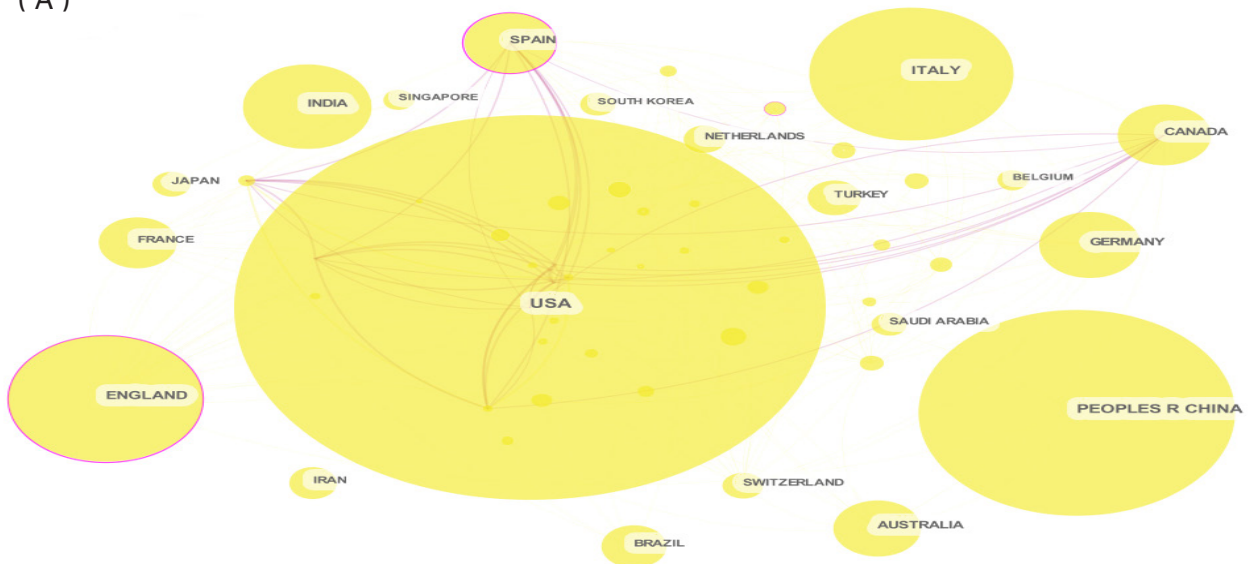 ( A )
SPAIN
ITALY
INDIA
SINGAPORE
SOUTH KOREA
NETHERLANDS
CANADA
JAPAN
BELGIUM
TURKEY
FRANCE
GERMANY
USA
SAUDI ARABIA
ENGLAND
PEOPLES R CHINA
IRAN
SWITZERLAND
AUSTRALIA
BRAZIL